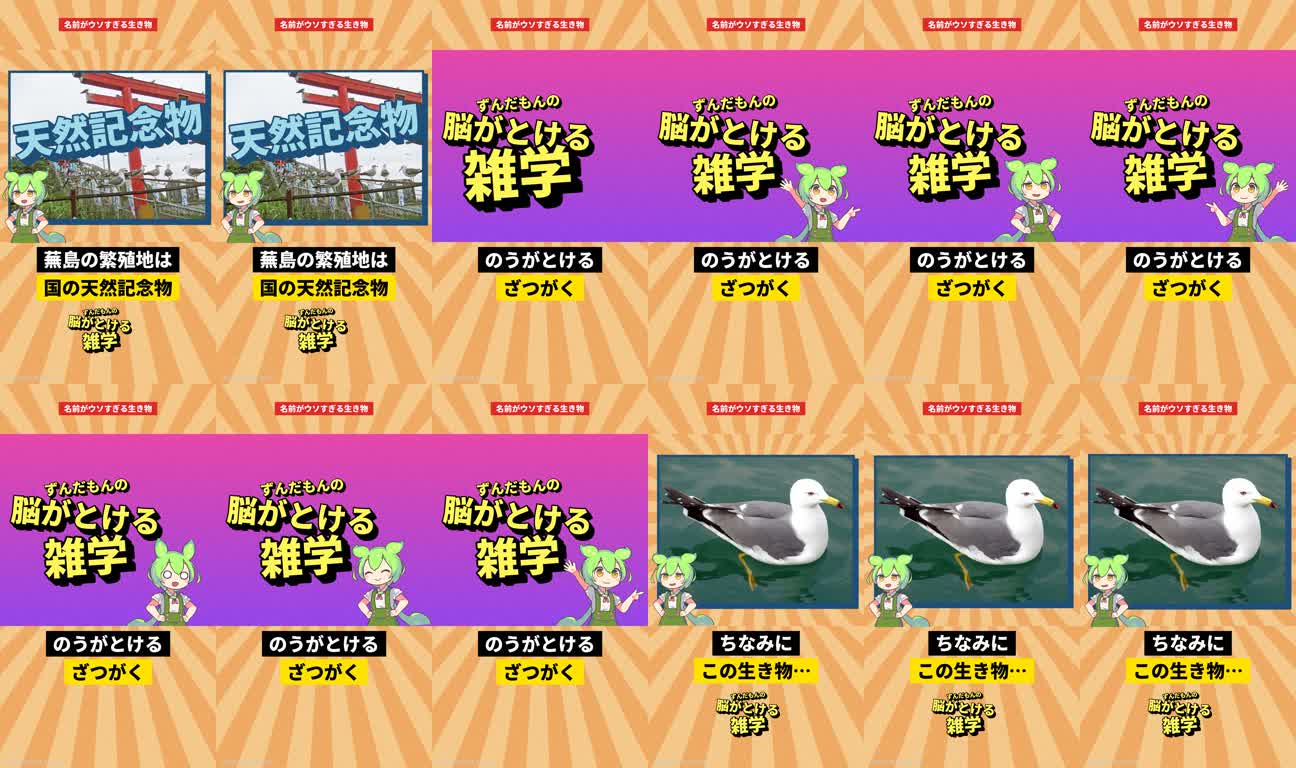 名前がウソすぎる生き物
天然記念物
蕪島の繁殖地は
国の天然記念物
ずんだもんの
脳がとける
雑学
名前がウソすぎる生き物
天然記念物
蕪島の繁殖地は
国の天然記念物
ずんだもんの
脳がとける
雑学
名前がウソすぎる生き物
ずんだもんの
脳がとける
雑学
のうがとける
ざつがく
名前がウソすぎる生き物
ずんだもんの
脳がとける
雑学
のうがとける
ざつがく
名前がウソすぎる生き物
ずんだもんの
脳がとける
雑学
のうがとける
ざつがく
名前がウソすぎる生き物
ずんだもんの
脳がとける
雑学
のうがとける
ざつがく
名前がウソすぎる生き物
ずんだもんの
脳がとける
雑学
のうがとける
ざつがく
名前がウソすぎる生き物
ずんだもんの
脳がとける
雑学
のうがとける
ざつがく
名前がウソすぎる生き物
ずんだもんの
脳がとける
雑学
のうがとける
ざつがく
名前がウソすぎる生き物
ちなみに
この生き物…
ずんだもんの
脳がとける
雑学
名前がウソすぎる生き物
ちなみに
この生き物…
ずんだもんの
脳がとける
雑学
名前がウソすぎる生き物
ちなみに
この生き物…
ずんだもんの
脳がとける
雑学